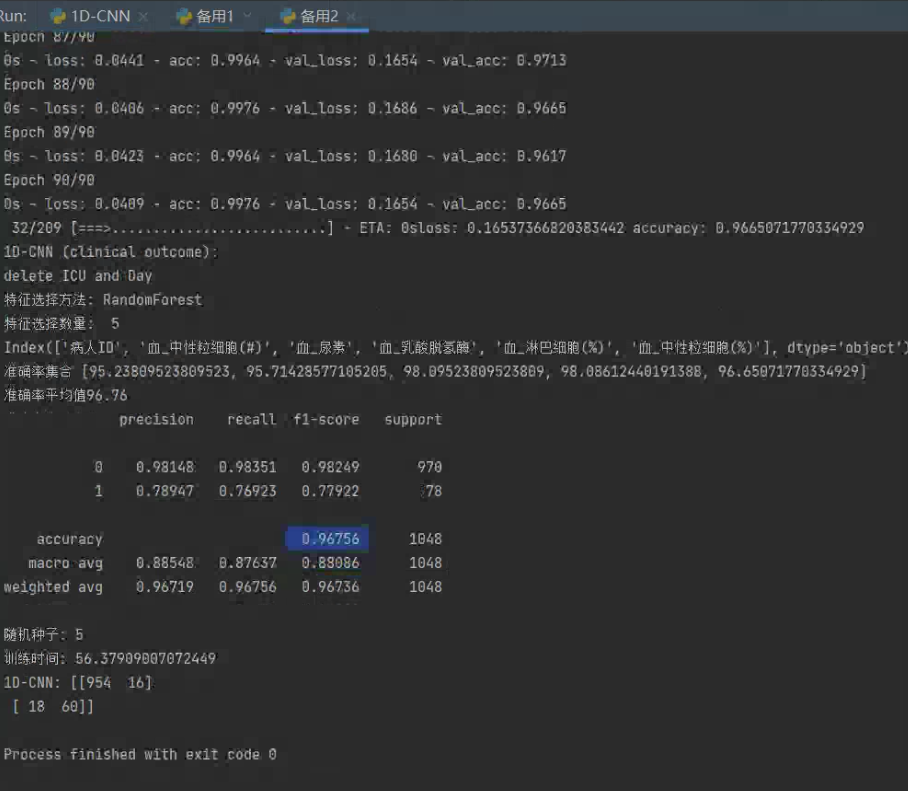 Run: 1D-CNN 备用1 备用2
Epoch 87/90
0s - loss: 0.0441 - acc: 0.9964 - val_loss: 0.1654 - val_acc: 0.9713
Epoch 88/90
0s - loss: 0.0406 - acc: 0.9976 - val_loss: 0.1686 - val_acc: 0.9665
Epoch 89/90
0s - loss: 0.0423 - acc: 0.9964 - val_loss: 0.1680 - val_acc: 0.9617
Epoch 90/90
0s - loss: 0.0409 - acc: 0.9976 - val_loss: 0.1654 - val_acc: 0.9665
32/209 [===>..........................] - ETA: 0sloss: 0.16537366820383442 accuracy: 0.9665071770334929
1D-CNN (clinical outcome):
delete ICU and Day
特征选择方法: RandomForest
特征选择数量: 5
Index(['病人ID', '血_中性粒细胞(#)', '血_尿素', '血_乳酸脱氢酶', '血_淋巴细胞(%)', '血_中性粒细胞(%)'], dtype='object')
准确率集合 [95.23809523809523, 95.71428577105205, 98.09523809523809, 98.08612440191388, 96.65071770334929]
准确率平均值96.76
precision recall f1-score support
0 0.98148 0.98351 0.98249 970
1 0.78947 0.76923 0.77922 78
accuracy 0.96756 1048
macro avg 0.88548 0.87637 0.88086 1048
weighted avg 0.96719 0.96756 0.96736 1048
随机种子: 5
训练时间: 56.37909007072449
1D-CNN: [[954 16]
[ 18 60]]
Process finished with exit code 0